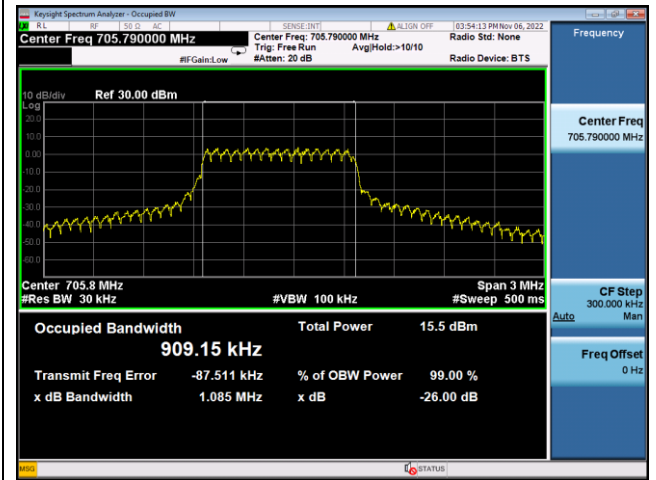 Keysight Spectrum Analyzer - Occupied BW
RL RF 50 Ω AC SENSE:INT ALIGN OFF 03:54:13 PM Nov 06, 2022
Center Freq 705.790000 MHz Center Freq: 705.790000 MHz Radio Std: None
Trig: Free Run Avg|Hold:>10/10
#IFGain:Low #Atten: 20 dB Radio Device: BTS
Frequency
10 dB/div Ref 30.00 dBm
Log
20.0
10.0
0.00
-10.0
-20.0
-30.0
-40.0
-50.0
-60.0
Center Freq
705.790000 MHz
Center 705.8 MHz Span 3 MHz
#Res BW 30 kHz #VBW 100 kHz #Sweep 500 ms
CF Step
300.000 kHz
Auto Man
Occupied Bandwidth Total Power 15.5 dBm
909.15 kHz
Transmit Freq Error -87.511 kHz % of OBW Power 99.00 %
x dB Bandwidth 1.085 MHz x dB -26.00 dB
Freq Offset
0 Hz
MSG STATUS